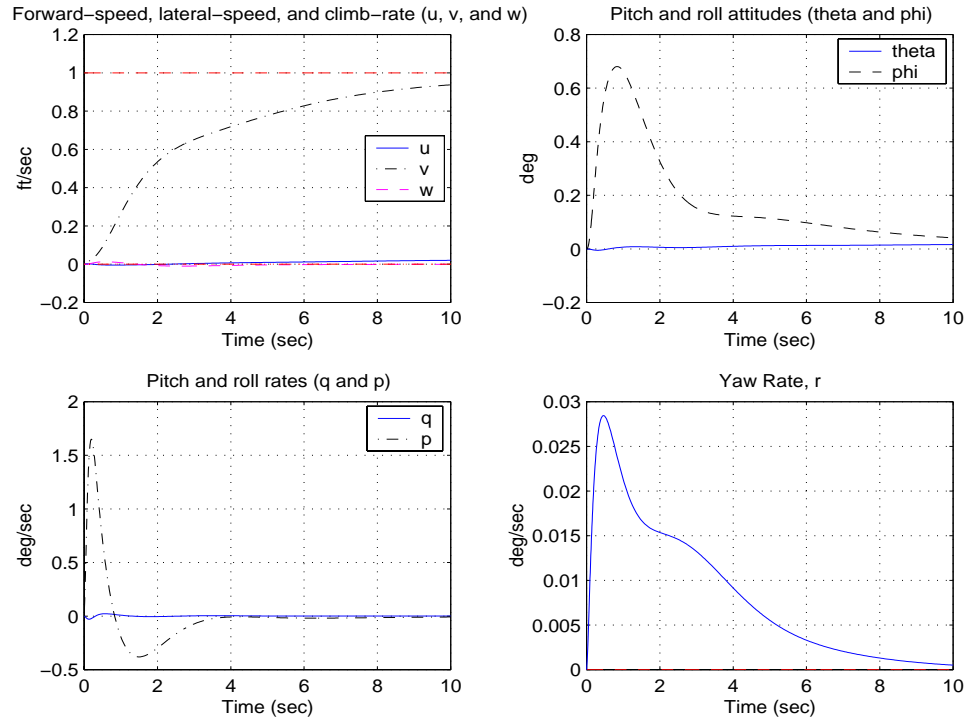 Forward−speed, lateral−speed, and climb−rate (u, v, and w)
1.2
1
0.8
0.6
0.4
0.2
0
−0.2
ft/sec
u
v
w
0 2 4 6 8 10
Time (sec)
Pitch and roll attitudes (theta and phi)
0.8
0.6
0.4
0.2
0
−0.2
deg
theta
phi
0 2 4 6 8 10
Time (sec)
Pitch and roll rates (q and p)
2
1.5
1
0.5
0
−0.5
deg/sec
q
p
0 2 4 6 8 10
Time (sec)
Yaw Rate, r
0.03
0.025
0.02
0.015
0.01
0.005
0
deg/sec
0 2 4 6 8 10
Time (sec)